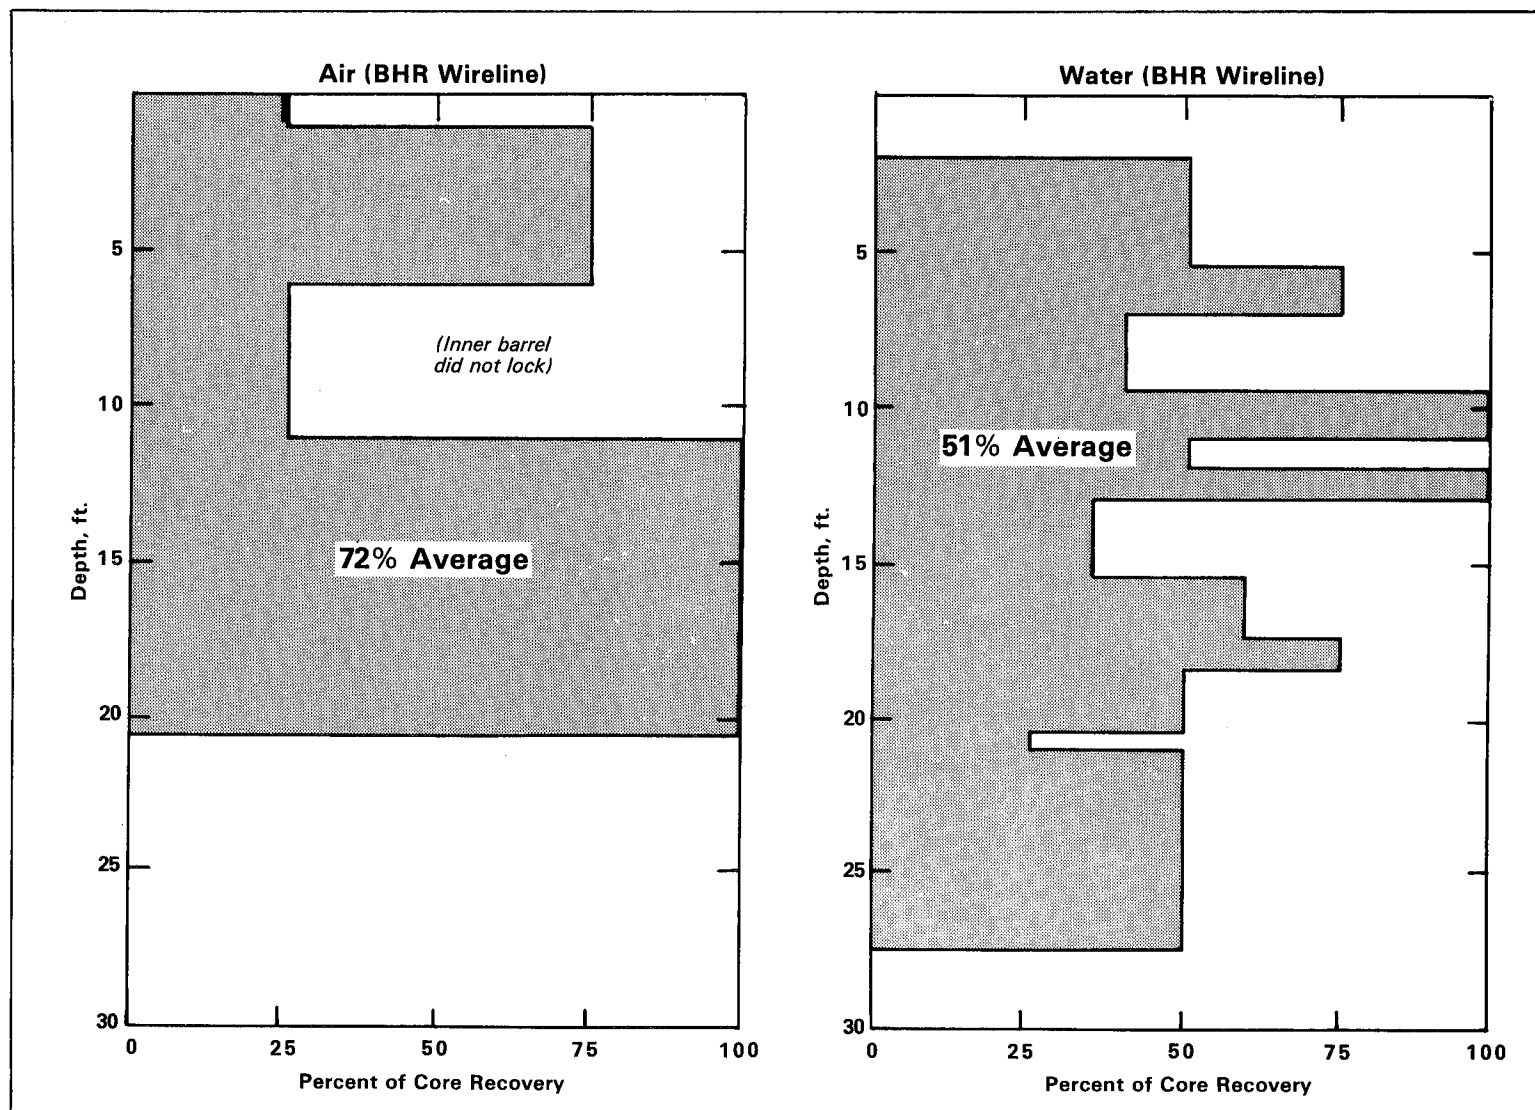 Air (BHR Wireline)
5
10
15
20
25
30
Depth, ft.
(Inner barrel
did not lock)
72% Average
0 25 50 75 100
Percent of Core Recovery
Water (BHR Wireline)
5
10
15
20
25
30
Depth, ft.
51% Average
0 25 50 75 100
Percent of Core Recovery